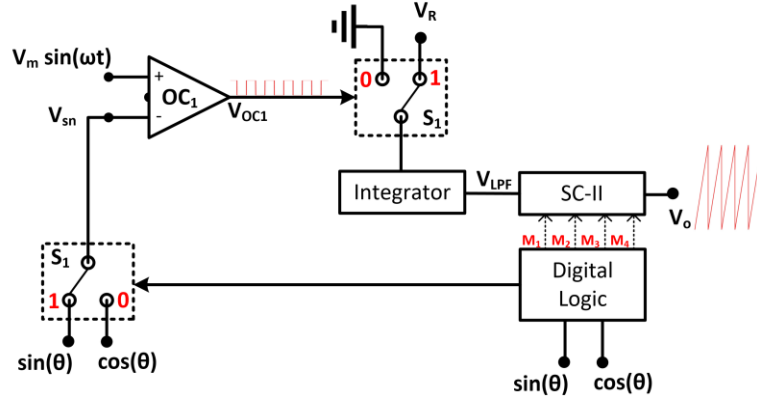 V_R
V_m sin(ωt)
+
OC_1
-
V_sn
V_OC1
0
1
S_1
Integrator
V_LPF
SC-II
V_o
M_1 M_2 M_3 M_4
Digital
Logic
S_1
1
0
sin(θ)
cos(θ)
sin(θ)
cos(θ)